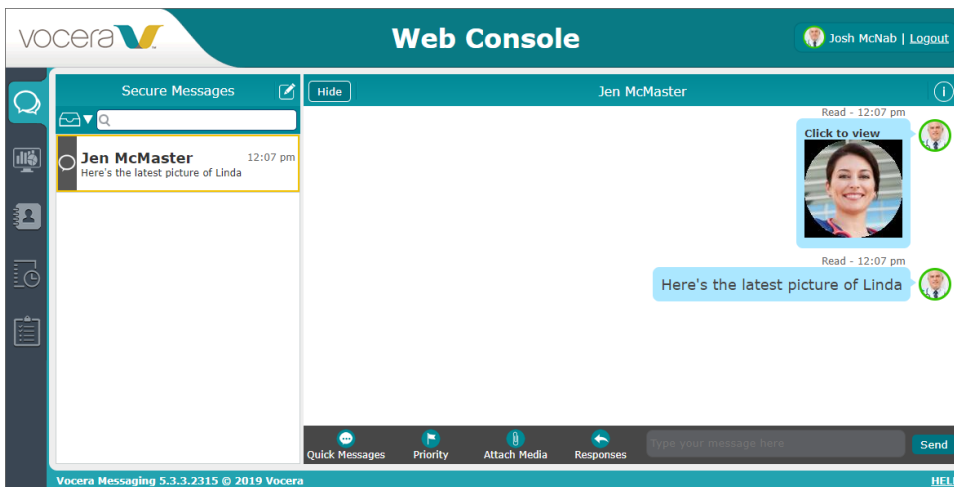 vocera
Web Console
Josh McNab | Logout
Secure Messages
Jen McMaster 12:07 pm
Here's the latest picture of Linda
Hide
Jen McMaster
Read - 12:07 pm
Click to view
Read - 12:07 pm
Here's the latest picture of Linda
Quick Messages
Priority
Attach Media
Responses
Type your message here
Send
Vocera Messaging 5.3.3.2315 © 2019 Vocera
HEL